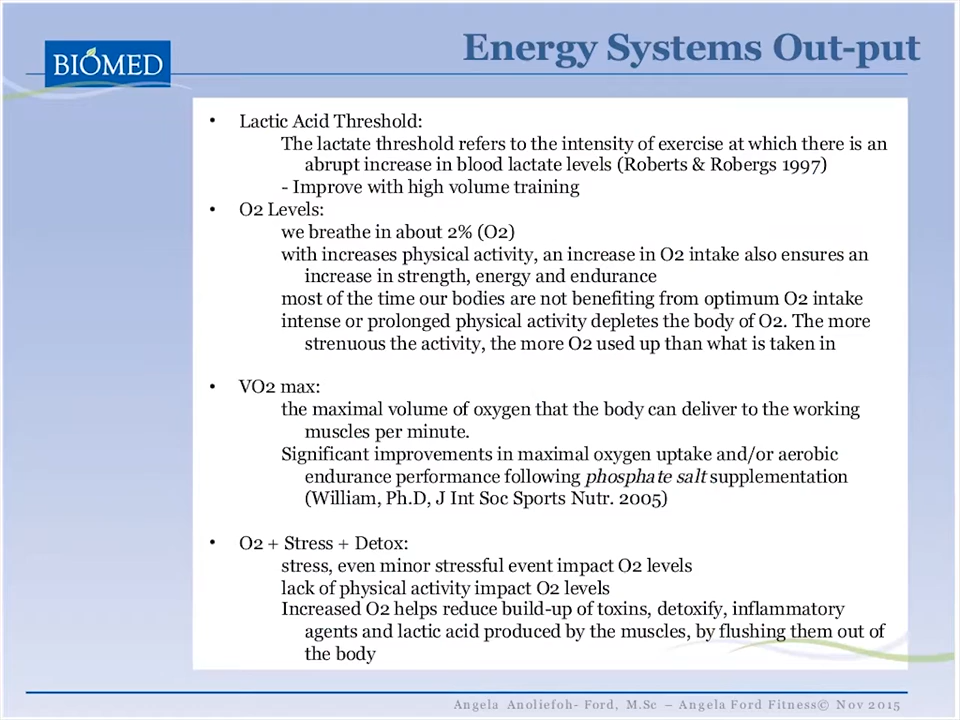 Energy Systems Out-put
BIOMED
• Lactic Acid Threshold:
The lactate threshold refers to the intensity of exercise at which there is an
abrupt increase in blood lactate levels (Roberts & Robergs 1997)
- Improve with high volume training
• O2 Levels:
we breathe in about 2% (O2)
with increases physical activity, an increase in O2 intake also ensures an
increase in strength, energy and endurance
most of the time our bodies are not benefiting from optimum O2 intake
intense or prolonged physical activity depletes the body of O2. The more
strenuous the activity, the more O2 used up than what is taken in
• VO2 max:
the maximal volume of oxygen that the body can deliver to the working
muscles per minute.
Significant improvements in maximal oxygen uptake and/or aerobic
endurance performance following phosphate salt supplementation
(William, Ph.D, J Int Soc Sports Nutr. 2005)
• O2 + Stress + Detox:
stress, even minor stressful event impact O2 levels
lack of physical activity impact O2 levels
Increased O2 helps reduce build-up of toxins, detoxify, inflammatory
agents and lactic acid produced by the muscles, by flushing them out of
the body
Angela Anoliefoh- Ford, M.Sc – Angela Ford Fitness© Nov 2015